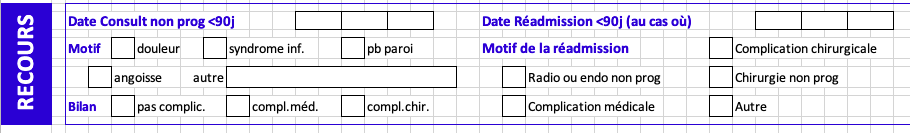 RECOURS
Date Consult non prog <90j Date Réadmission <90j (au cas où)
Motif douleur syndrome inf. pb paroi Motif de la réadmission Complication chirurgicale
angoisse autre Radio ou endo non prog Chirurgie non prog
Bilan pas complic. compl.méd. compl.chir. Complication médicale Autre